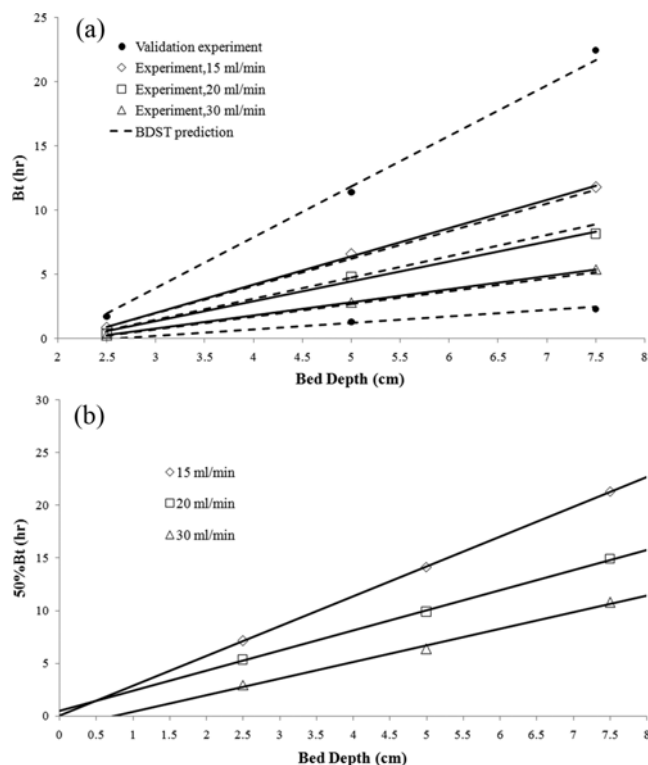 (a)
Validation experiment
Experiment,15 ml/min
Experiment,20 ml/min
Experiment,30 ml/min
BDST prediction
Bt (hr)
25
20
15
10
5
0
2 2.5 3 3.5 4 4.5 5 5.5 6 6.5 7 7.5 8
Bed Depth (cm)
(b)
15 ml/min
20 ml/min
30 ml/min
50%Bt (hr)
30
25
20
15
10
5
0
0 0.5 1 1.5 2 2.5 3 3.5 4 4.5 5 5.5 6 6.5 7 7.5 8
Bed Depth (cm)